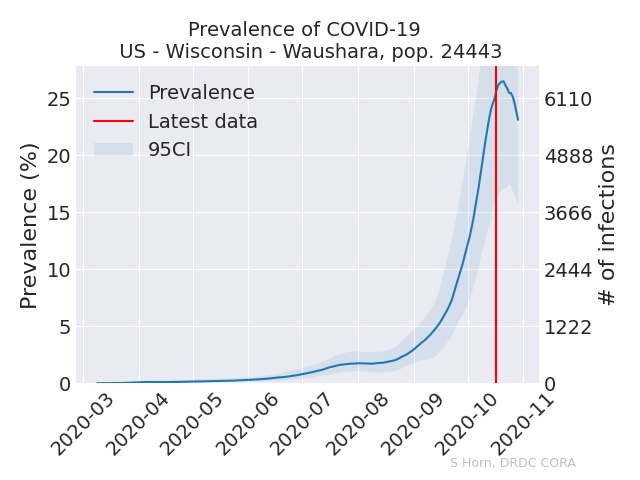 Prevalence of COVID-19
US - Wisconsin - Waushara, pop. 24443
Prevalence
Latest data
95CI
Prevalence (%)
25
20
15
10
5
0
6110
4888
3666
2444
1222
0
# of infections
2020-03
2020-04
2020-05
2020-06
2020-07
2020-08
2020-09
2020-10
2020-11
S Horn, DRDC CORA